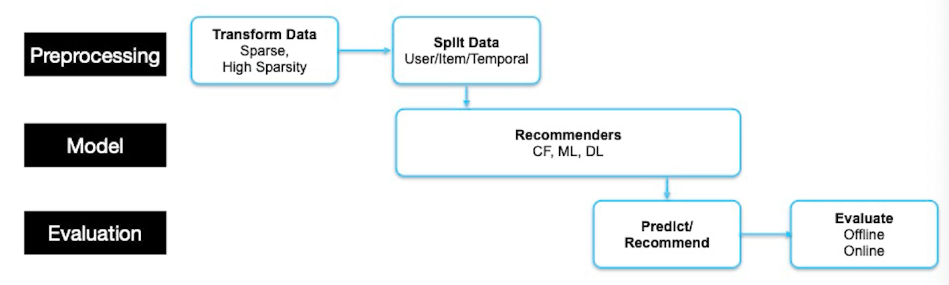 Preprocessing
Transform Data
Sparse,
High Sparsity
Split Data
User/Item/Temporal
Model
Recommenders
CF, ML, DL
Evaluation
Predict/
Recommend
Evaluate
Offline
Online